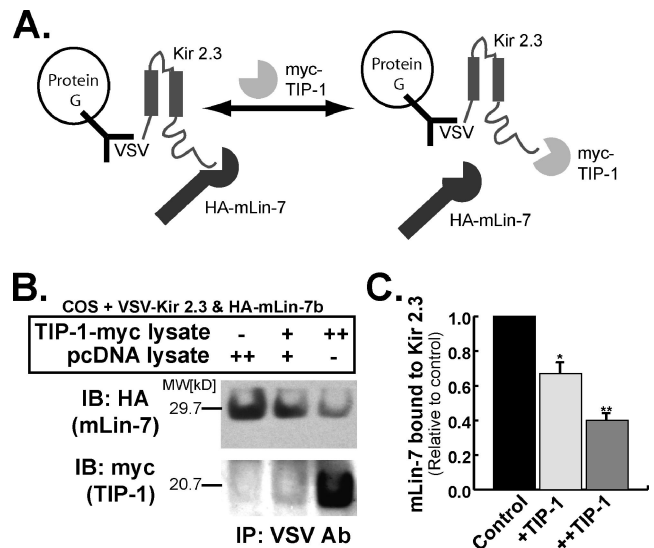 A.
Protein
G
VSV
Kir 2.3
HA-mLin-7
myc-
TIP-1
Protein
G
VSV
Kir 2.3
myc-
TIP-1
HA-mLin-7
B.
COS + VSV-Kir 2.3 & HA-mLin-7b
TIP-1-myc lysate - + ++
pcDNA lysate ++ + -
MW[kD]
IB: HA
(mLin-7)
29.7
IB: myc
(TIP-1)
20.7
IP: VSV Ab
C.
mLin-7 bound to Kir 2.3
(Relative to control)
1.0
0.8
0.6
0.4
0.2
0.0
*
**
Control
+TIP-1
++TIP-1